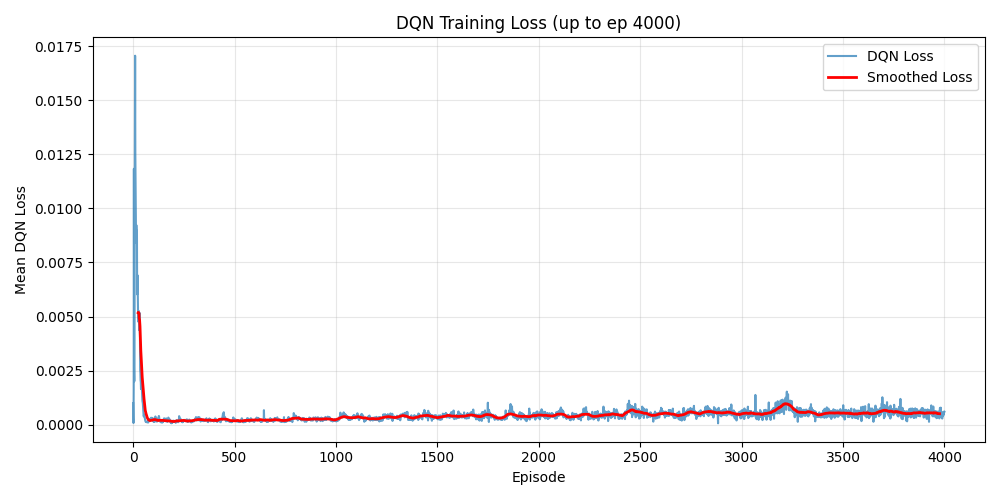 DQN Training Loss (up to ep 4000)
DQN Loss
Smoothed Loss
Mean DQN Loss
0.0175
0.0150
0.0125
0.0100
0.0075
0.0050
0.0025
0.0000
0 500 1000 1500 2000 2500 3000 3500 4000
Episode